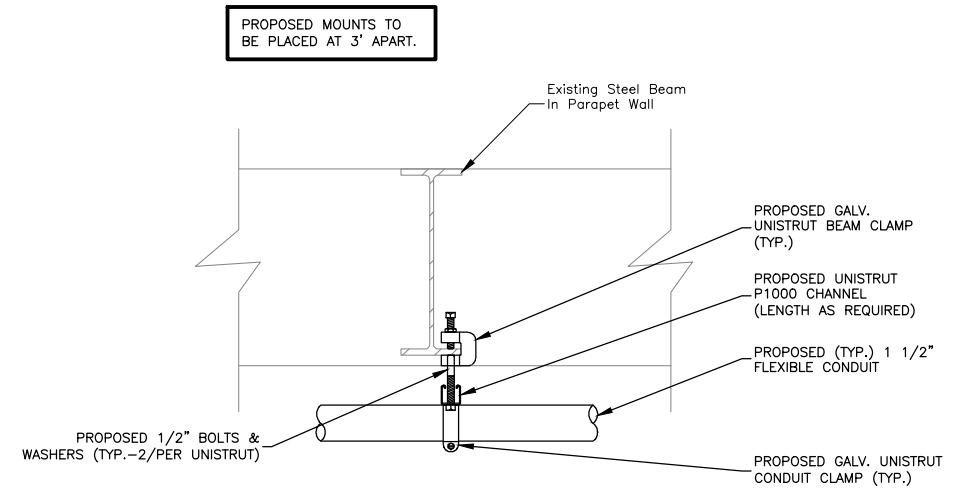 PROPOSED MOUNTS TO
BE PLACED AT 3' APART.
Existing Steel Beam
In Parapet Wall
PROPOSED GALV.
UNISTRUT BEAM CLAMP
(TYP.)
PROPOSED UNISTRUT
P1000 CHANNEL
(LENGTH AS REQUIRED)
PROPOSED (TYP.) 1 1/2"
FLEXIBLE CONDUIT
PROPOSED 1/2" BOLTS &
WASHERS (TYP.-2/PER UNISTRUT)
PROPOSED GALV. UNISTRUT
CONDUIT CLAMP (TYP.)